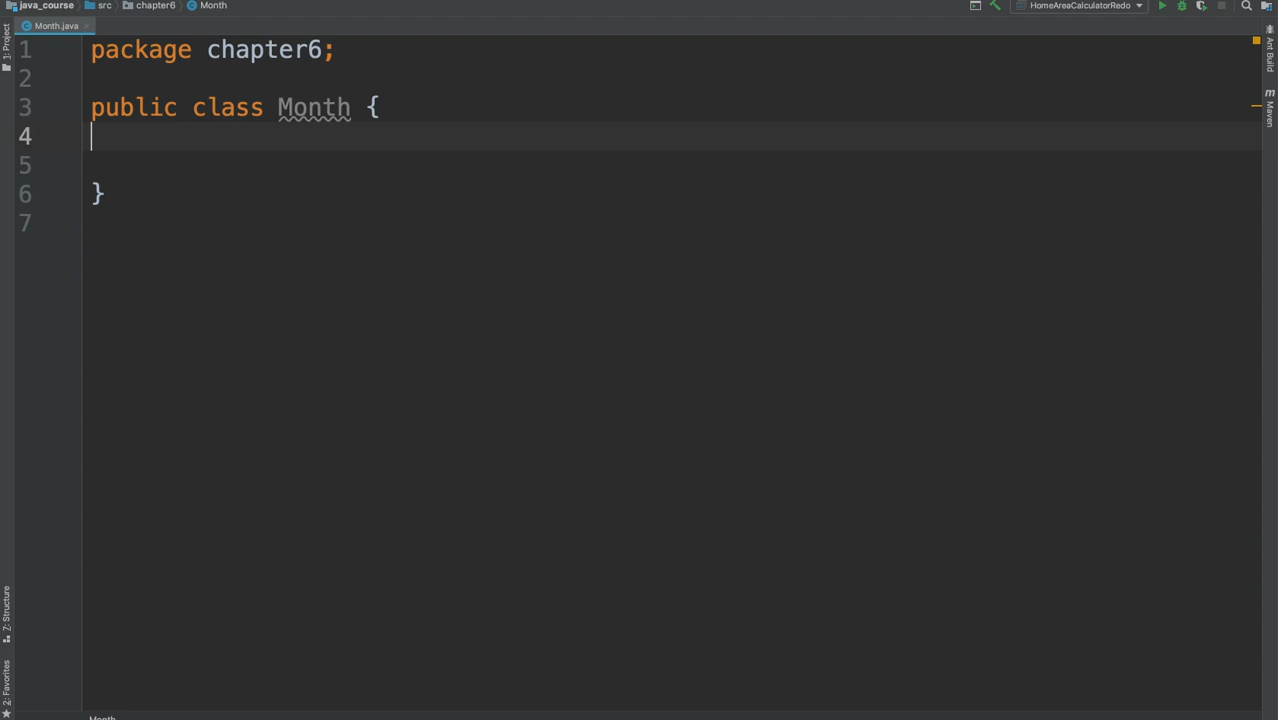 java_course src chapter6 Month HomeAreaCalculatorRedo
Month.java
1: Project
Ant Build
Maven
1 package chapter6;
2
3 public class Month {
4
5
6 }
7
7: Structure
2: Favorites
Month